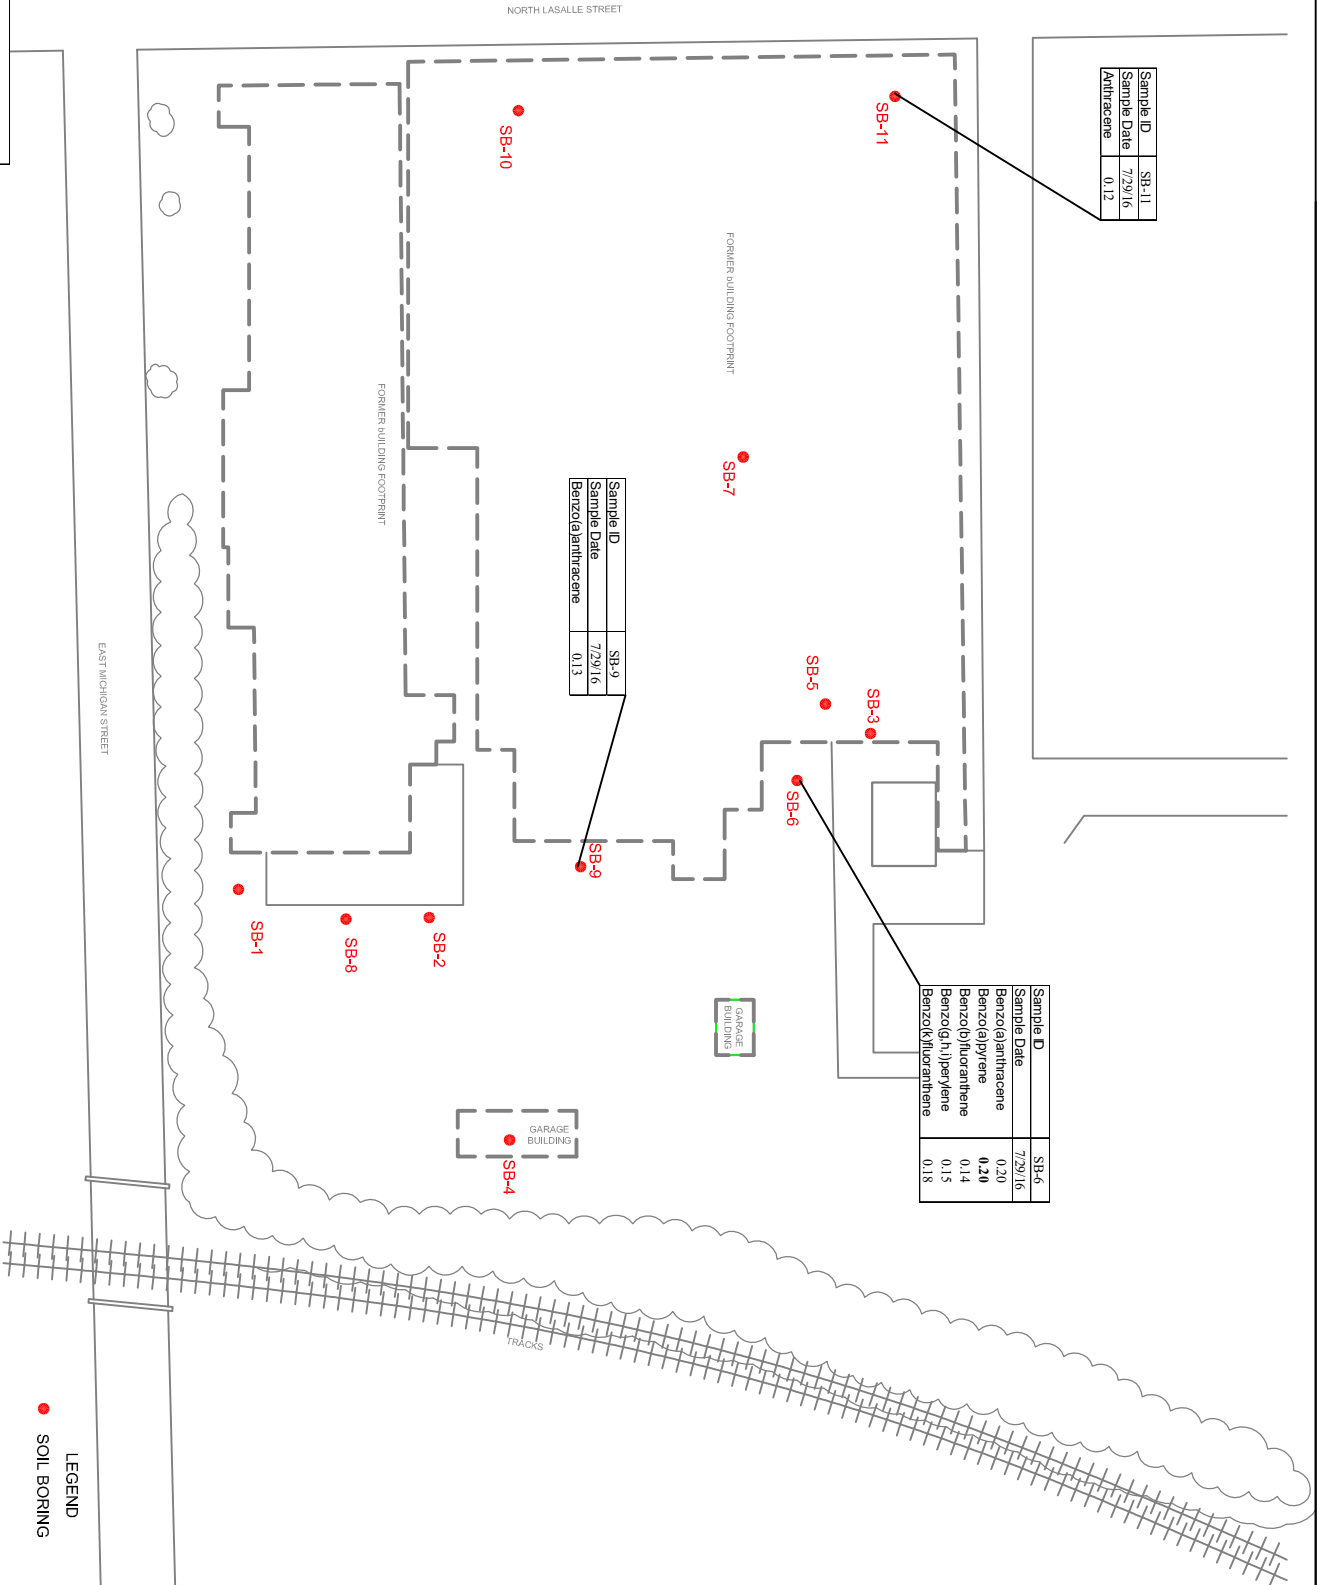 NORTH LASALLE STREET
Sample ID SB-11
Sample Date 7/29/16
Anthracene 0.12
SB-11
SB-10
FORMER bUILDING FOOTPRINT
FORMER bUILDING FOOTPRINT
SB-7
Sample ID SB-9
Sample Date 7/29/16
Benzo(a)anthracene 0.13
SB-5
SB-3
SB-6
SB-9
EAST MICHIGAN STREET
SB-1
SB-8
SB-2
GARAGE
BUILDING
Sample ID SB-6
Sample Date 7/29/16
Benzo(a)anthracene 0.20
Benzo(a)pyrene 0.20
Benzo(b)fluoranthene 0.14
Benzo(g,h,i)perylene 0.15
Benzo(k)fluoranthene 0.18
GARAGE
BUILDING
SB-4
TRACKS
LEGEND
SOIL BORING